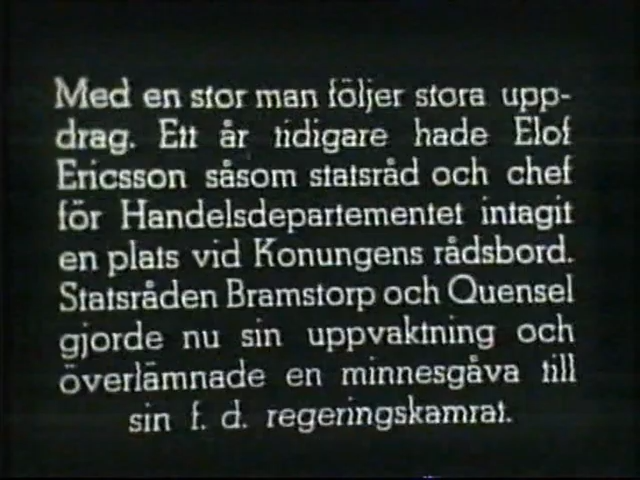 Med en stor man följer stora upp-
drag. Ett år tidigare hade Elof
Ericsson såsom statsråd och chef
för Handelsdepartementet intagit
en plats vid Konungens rådsbord.
Statsråden Bramstorp och Quensel
gjorde nu sin uppvaktning och
överlämnade en minnesgåva till
sin f. d. regeringskamrat.